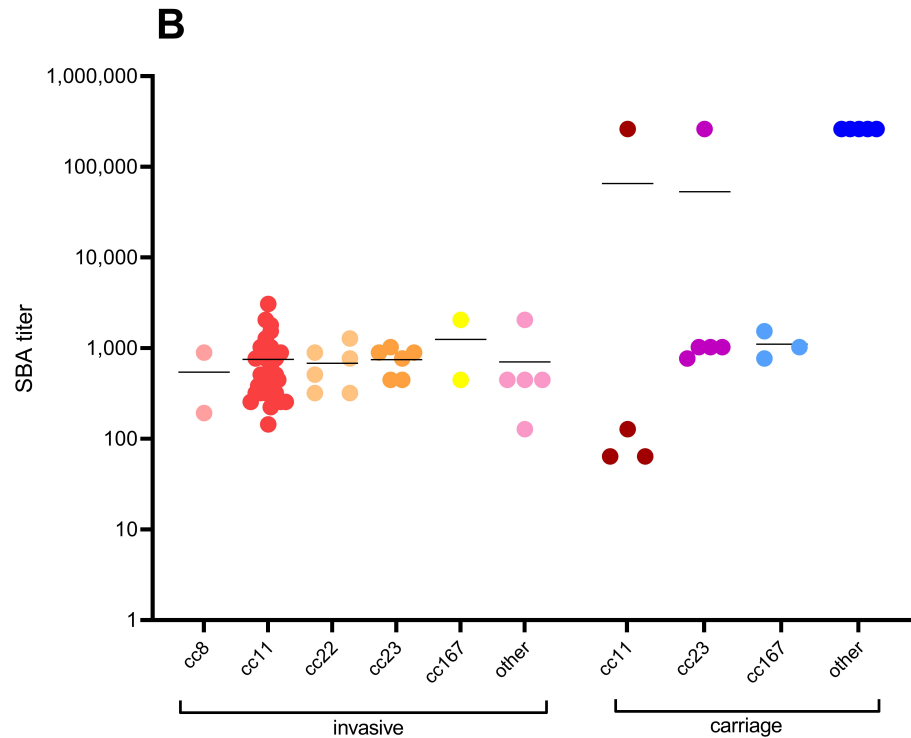 B
1,000,000
100,000
10,000
1,000
100
10
1
SBA titer
cc8
cc11
cc22
cc23
cc167
other
cc11
cc23
cc167
other
invasive
carriage